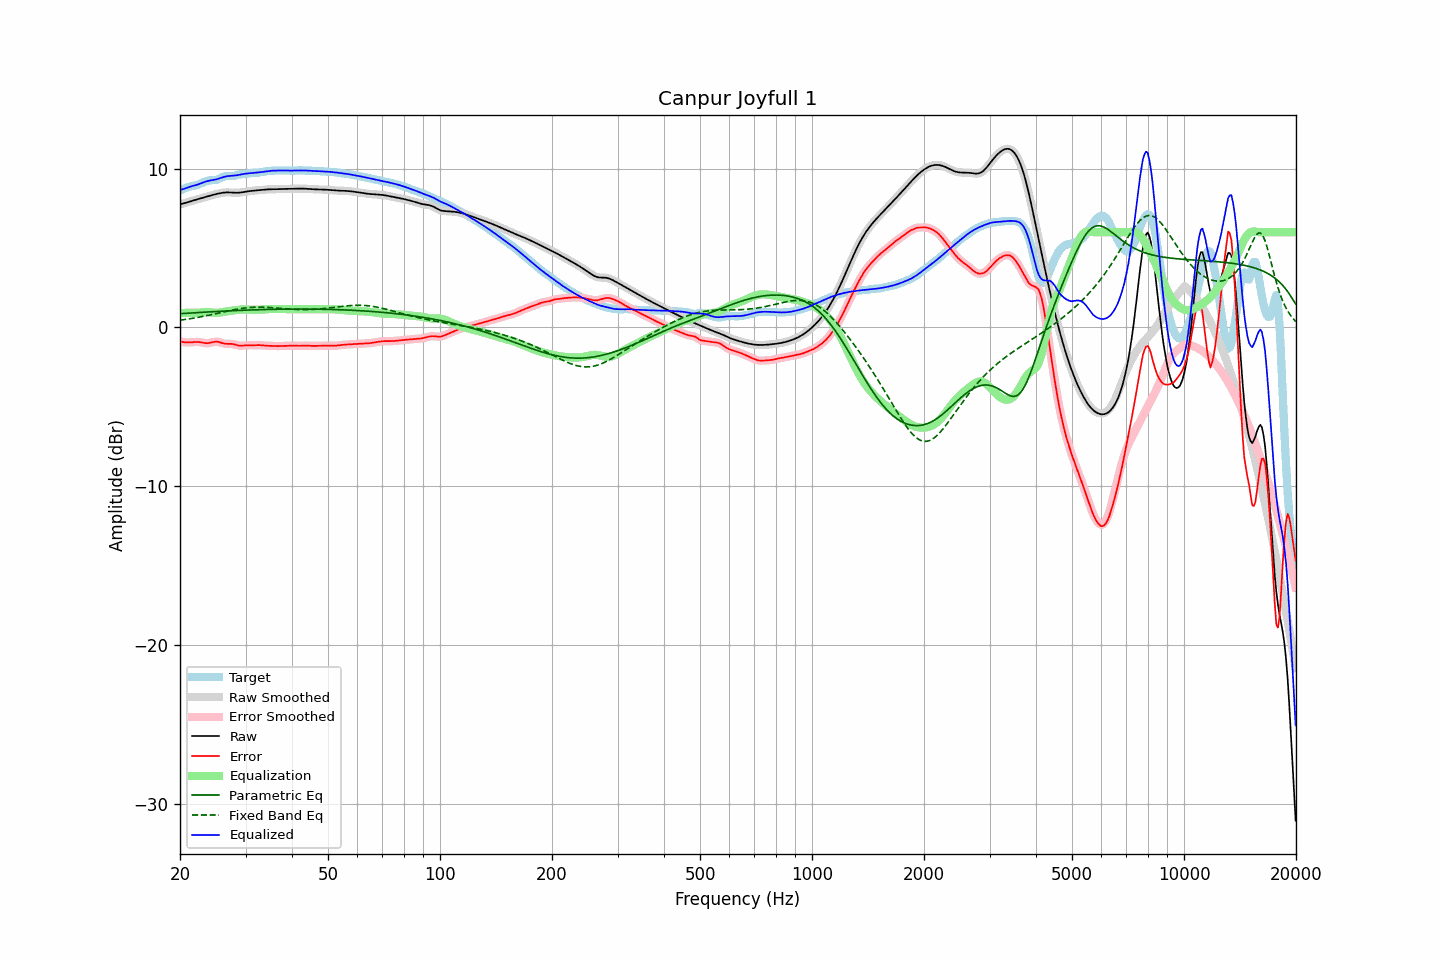 Canpur Joyfull 1
Amplitude (dBr)
10
0
−10
−20
−30
Target
Raw Smoothed
Error Smoothed
Raw
Error
Equalization
Parametric Eq
Fixed Band Eq
Equalized
20 50 100 200 500 1000 2000 5000 10000 20000
Frequency (Hz)